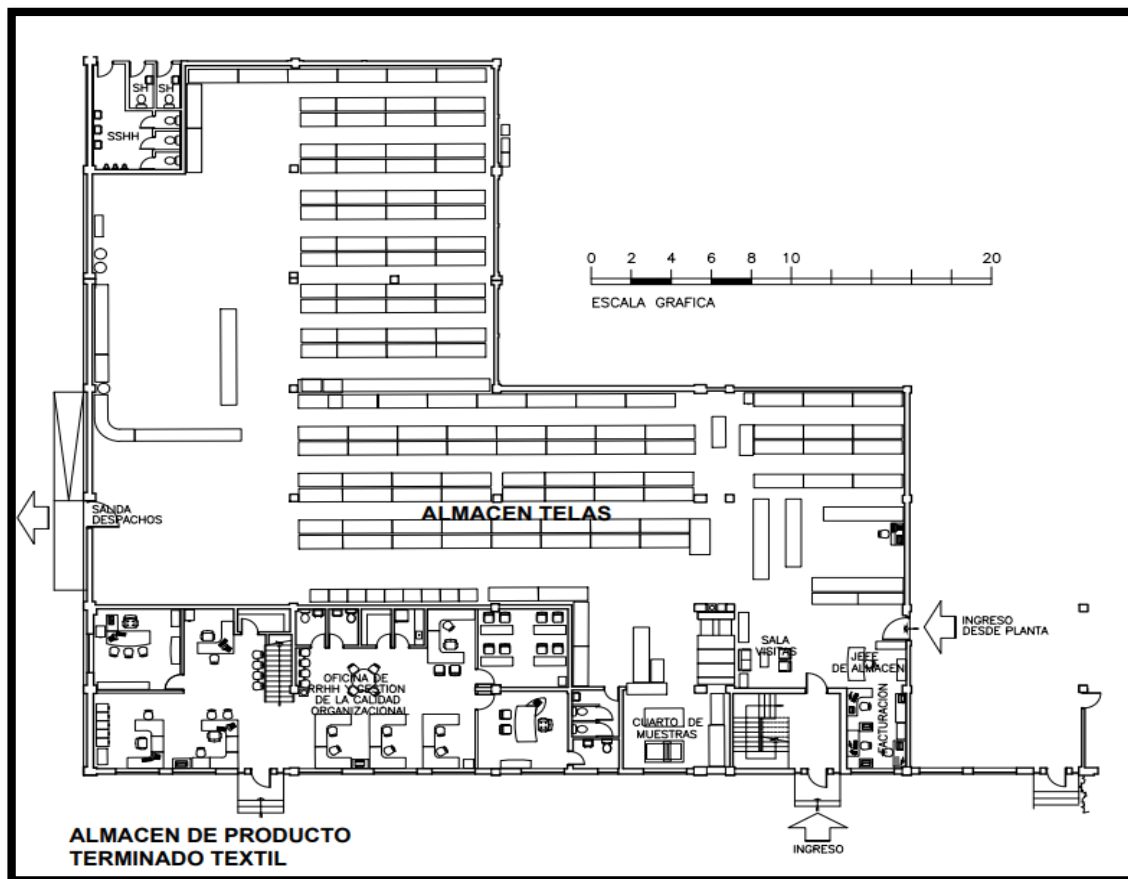 SH SH
SSHH
0 2 4 6 8 10 20
ESCALA GRAFICA
SALIDA
DESPACHOS
ALMACEN TELAS
INGRESO
DESDE PLANTA
SALA
VISITAS
JEFE
DE ALMACEN
OFICINA DE
RRHH Y GESTION
DE LA CALIDAD
ORGANIZACIONAL
CUARTO DE
MUESTRAS
FACTURACION
ALMACEN DE PRODUCTO
TERMINADO TEXTIL
INGRESO